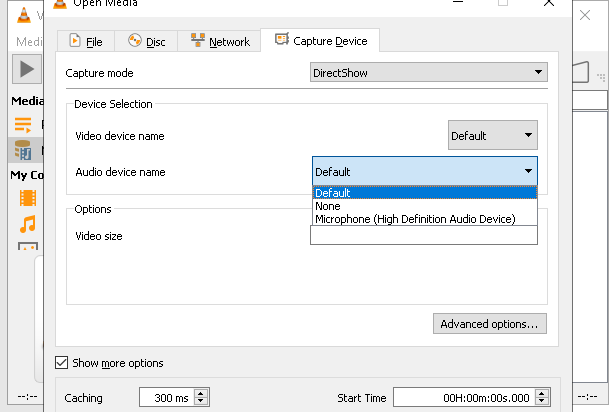 Open Media
Medi
File
Disc
Network
Capture Device
Capture mode
DirectShow
Media
Device Selection
Video device name
Default
My Co
Audio device name
Default
Default
None
Microphone (High Definition Audio Device)
Options
Video size
Advanced options...
Show more options
--:--
Caching
300 ms
Start Time
00H:00m:00s.000
--:--